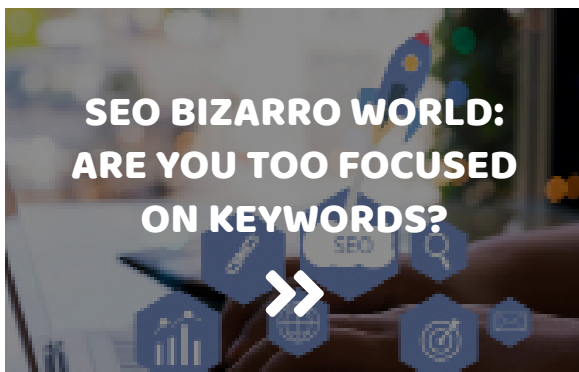 SEO BIZARRO WORLD:
ARE YOU TOO FOCUSED
ON KEYWORDS?
SEO